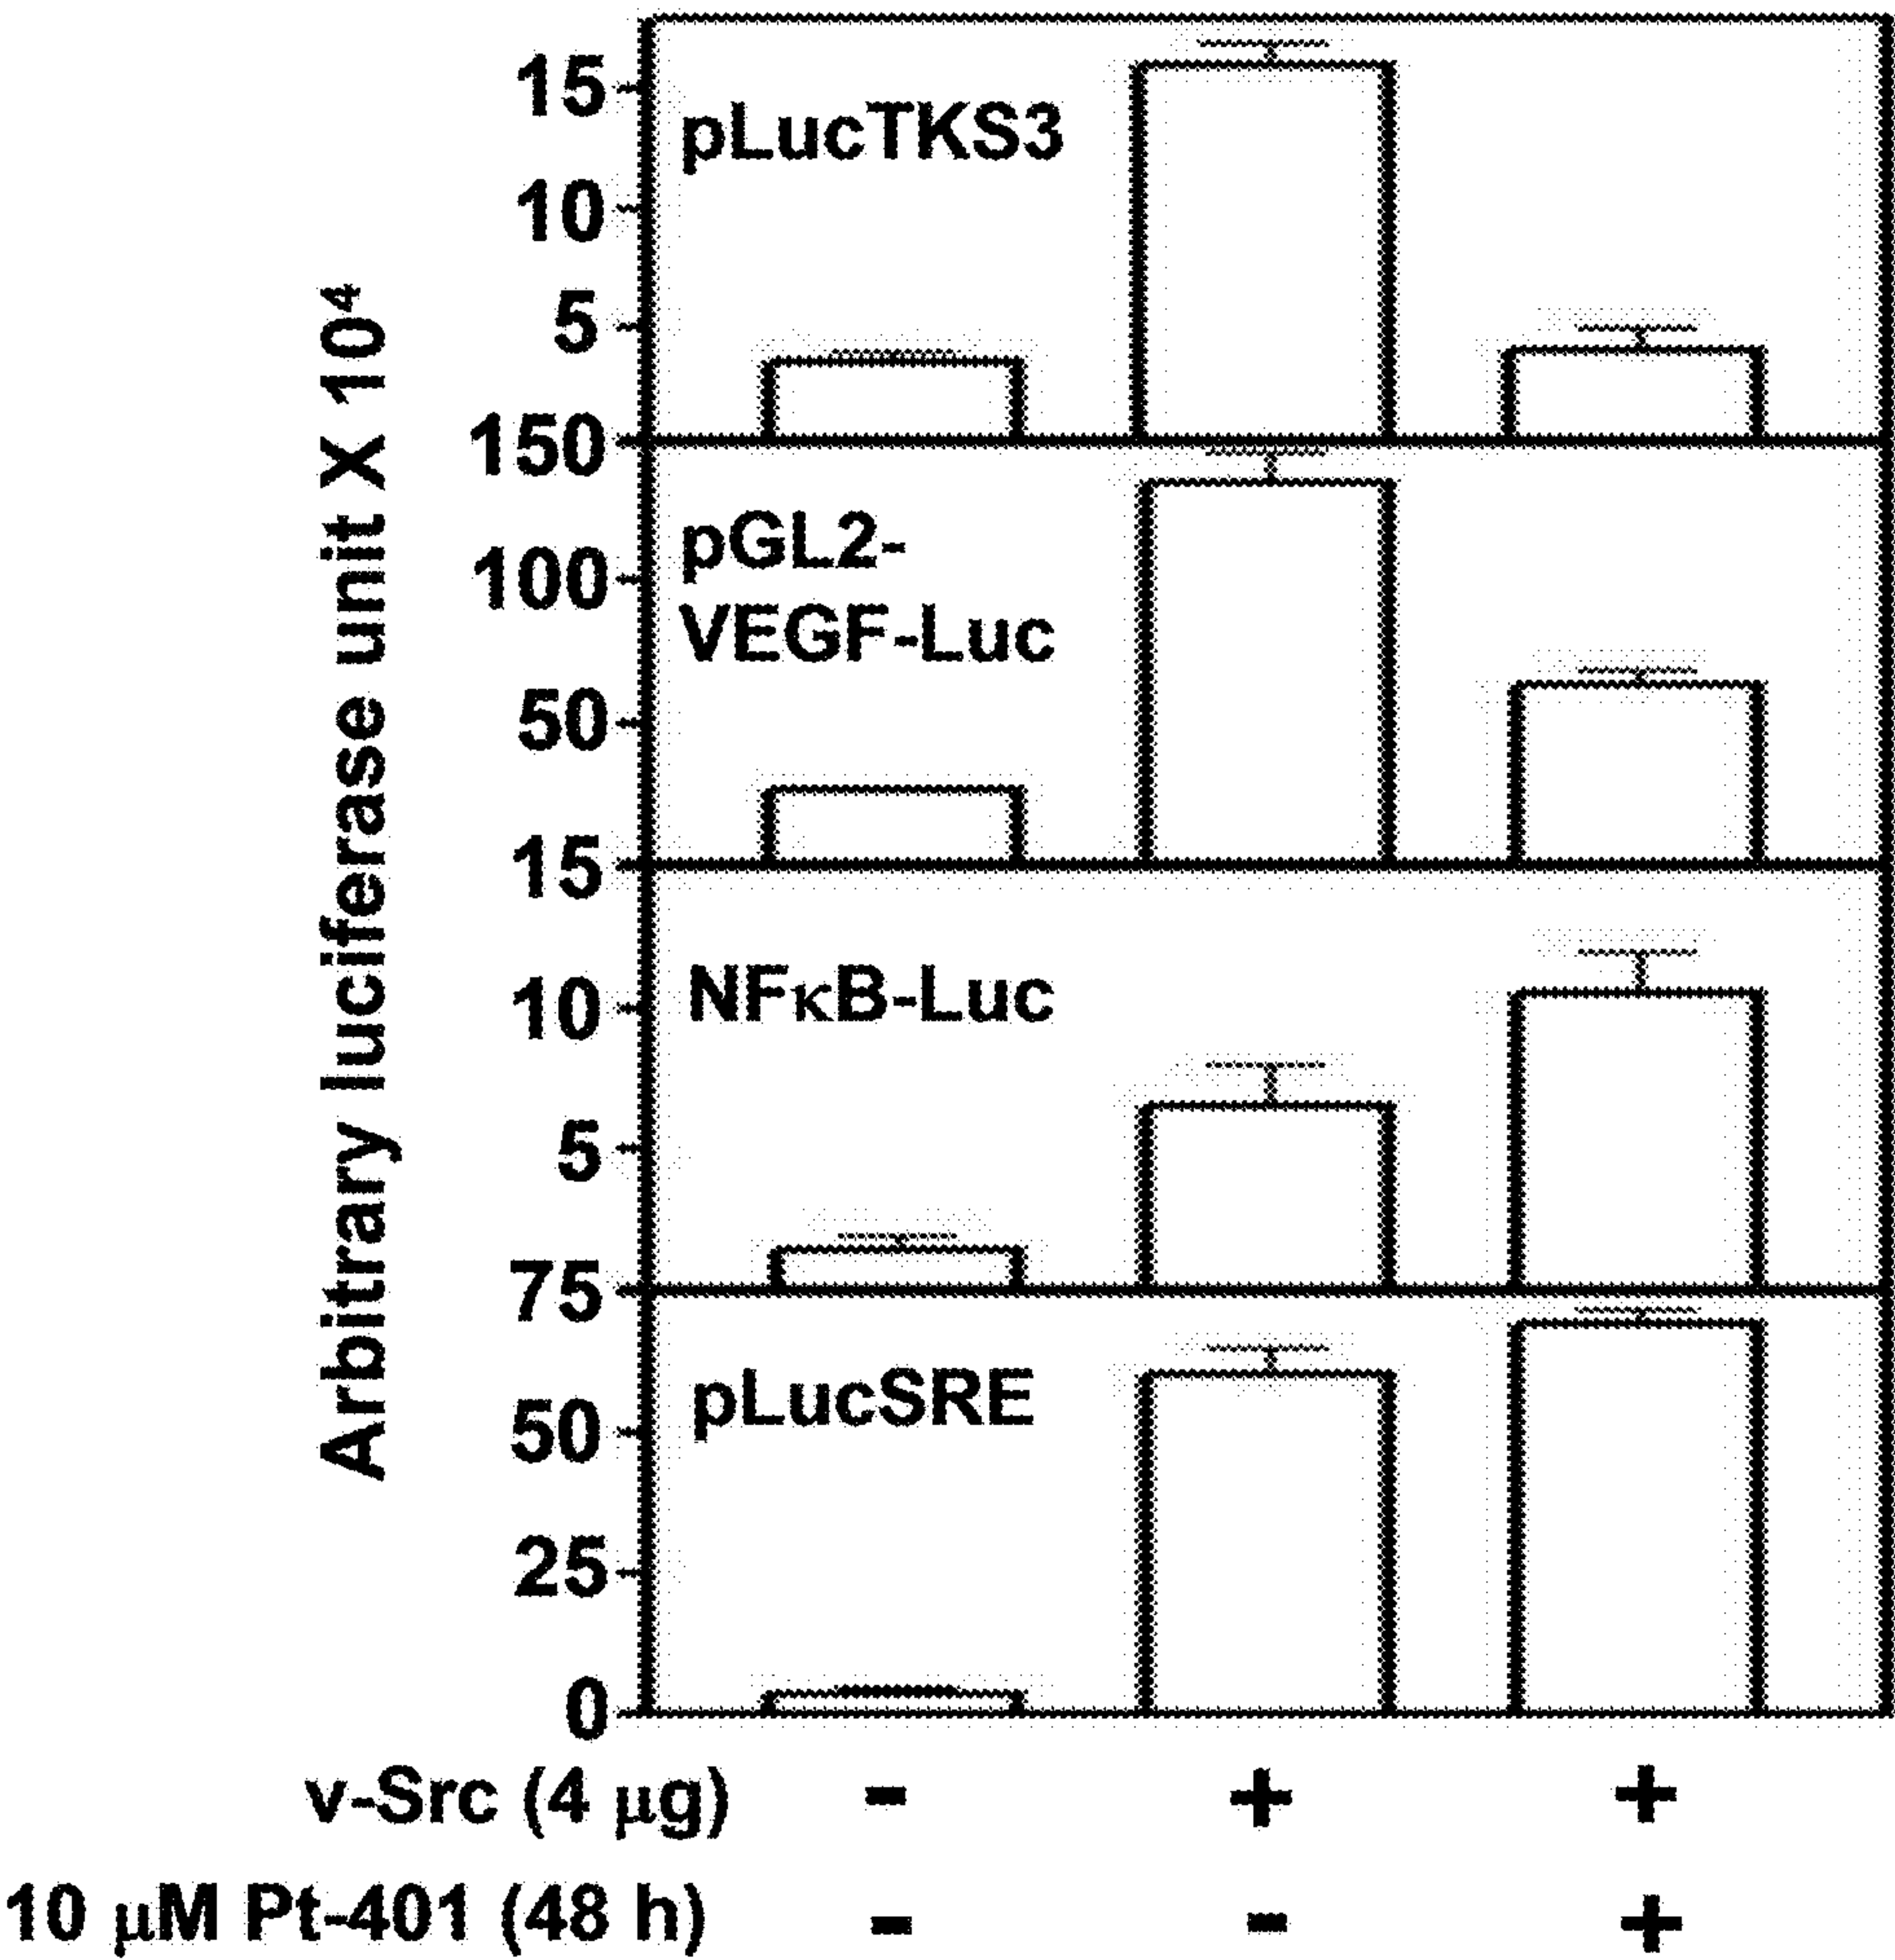 Arbitrary luciferase unit X 10⁴
15
pLucTKS3
10
5
150
pGL2-
100
VEGF-Luc
50
15
NFκB-Luc
10
5
75
pLucSRE
50
25
0
v-Src (4 μg) - + +
10 μM Pt-401 (48 h) - - +